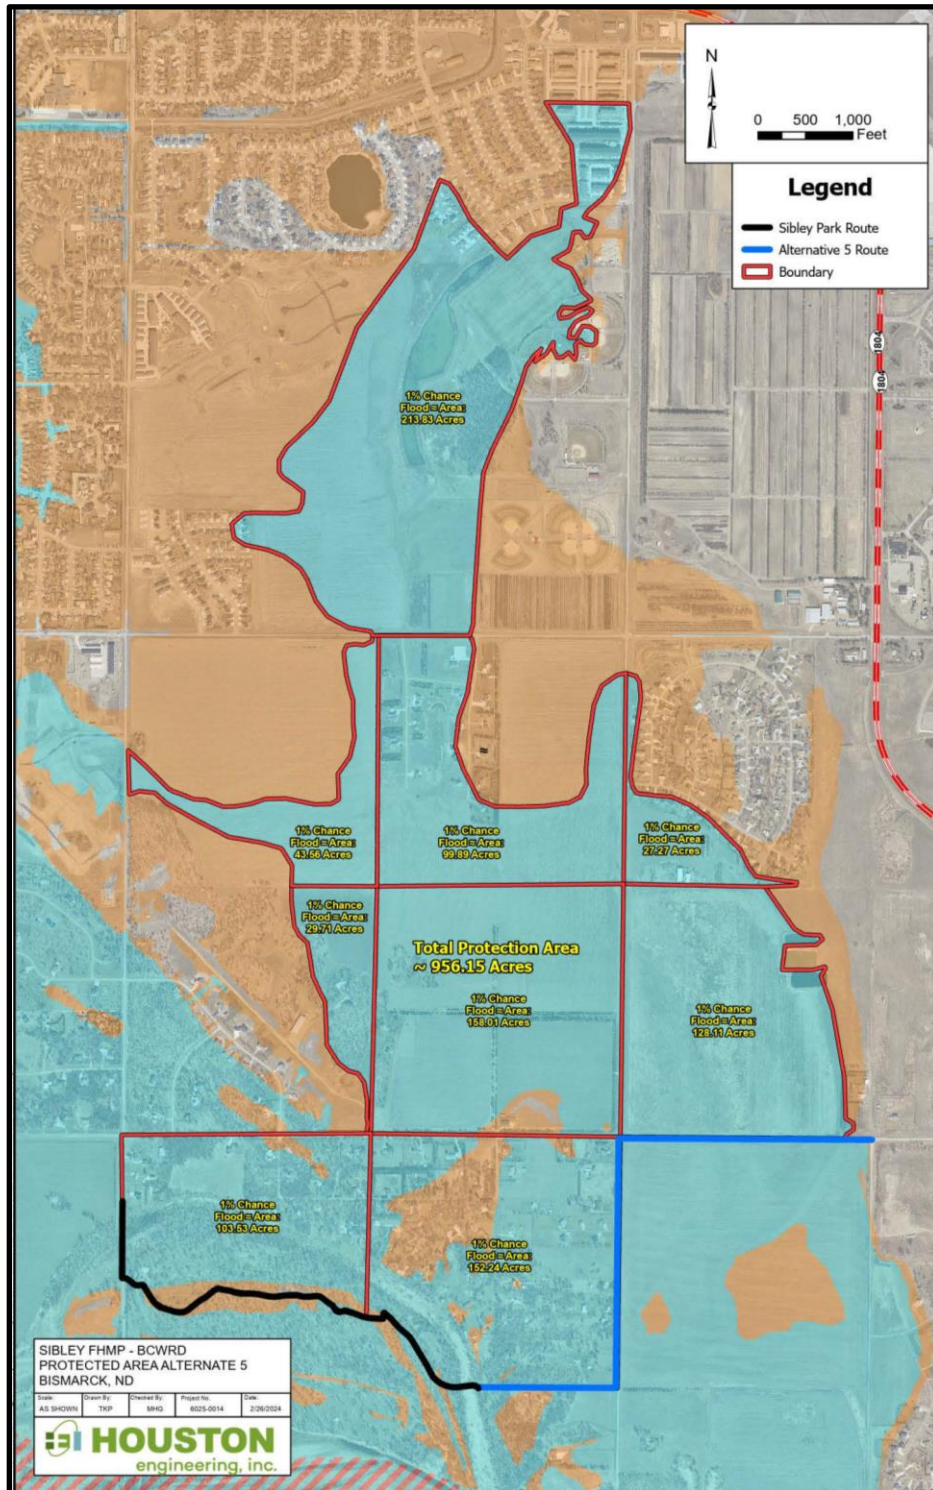 N
0 500 1,000
Feet
Legend
Sibley Park Route
Alternative 5 Route
Boundary
1804
1804
1% Chance
Flood = Area:
213.83 Acres
1% Chance
Flood = Area:
43.56 Acres
1% Chance
Flood = Area:
99.89 Acres
1% Chance
Flood = Area:
27.27 Acres
1% Chance
Flood = Area:
29.71 Acres
Total Protection Area
~ 956.15 Acres
1% Chance
Flood = Area:
158.01 Acres
1% Chance
Flood = Area:
128.11 Acres
1% Chance
Flood = Area:
103.53 Acres
1% Chance
Flood = Area:
152.24 Acres
SIBLEY FHMP - BCWRD
PROTECTED AREA ALTERNATE 5
BISMARCK, ND
Scale: Drawn By: Checked By: Project No. Date:
AS SHOWN TKP MHG 6025-0014 2/26/2024
HOUSTON
engineering, inc.